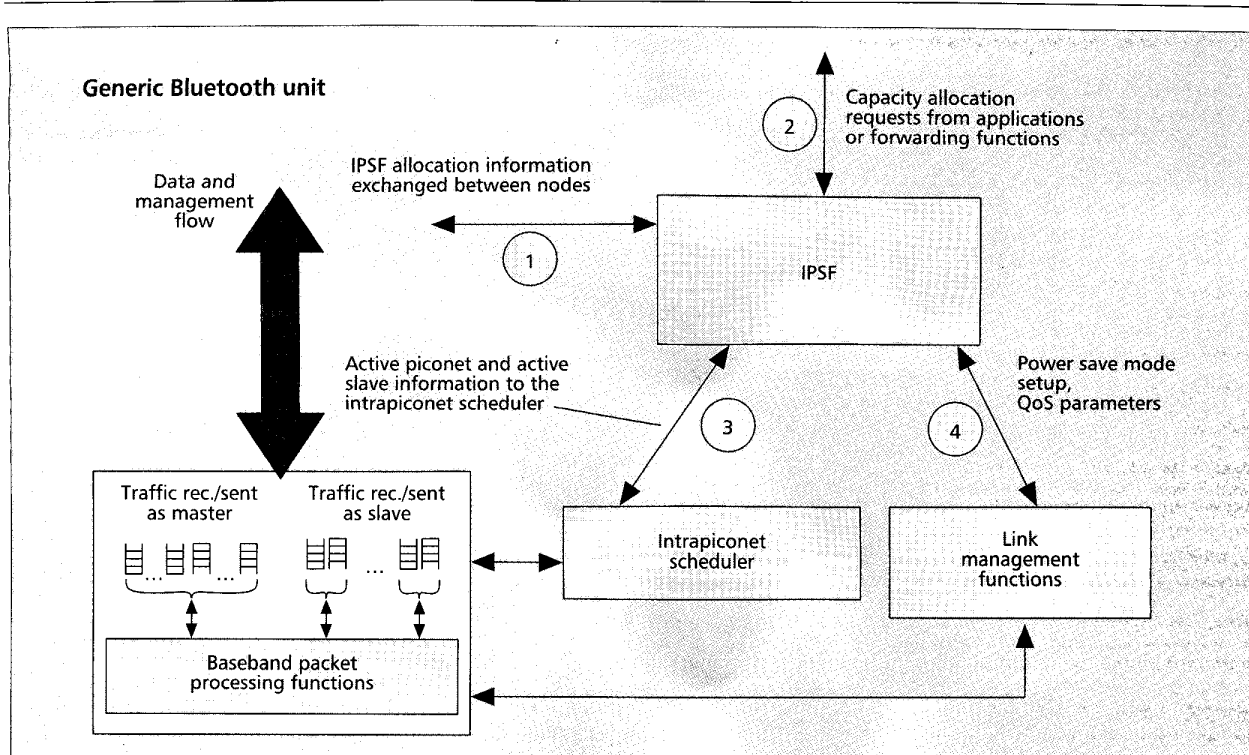 Generic Bluetooth unit
Capacity allocation
requests from applications
or forwarding functions
2
IPSF allocation information
exchanged between nodes
Data and
management
flow
1
IPSF
Active piconet and active
slave information to the
intrapiconet scheduler
Power save mode
setup,
QoS parameters
3
4
Traffic rec./sent
as master
Traffic rec./sent
as slave
Intrapiconet
scheduler
Link
management
functions
... ...
...
Baseband packet
processing functions